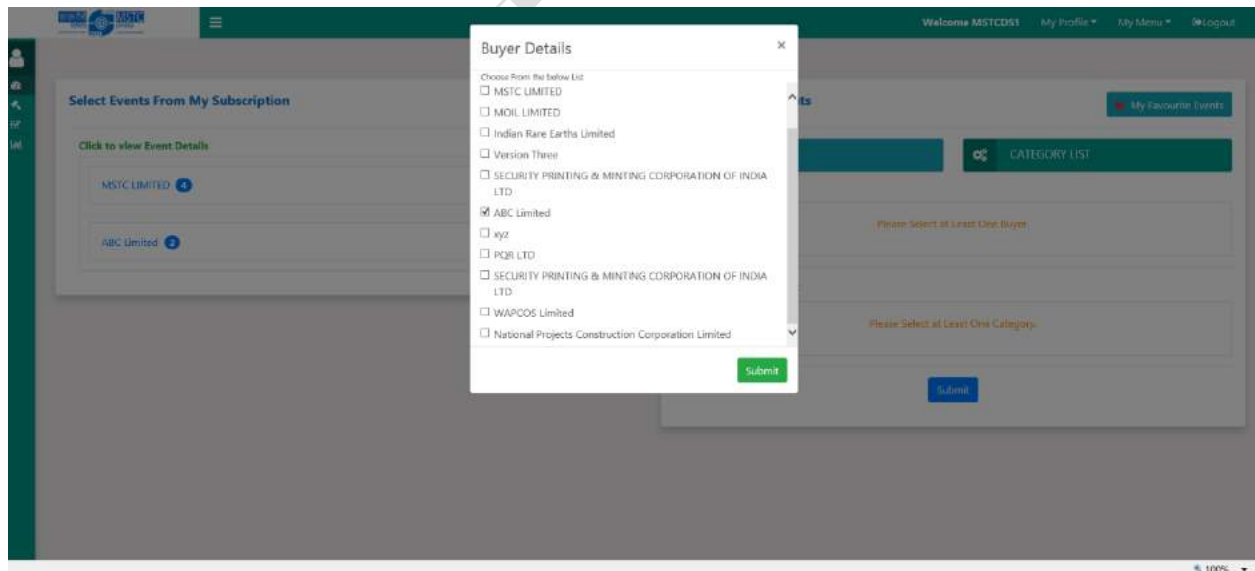 Welcome MSTCDS1 My Profile My Menu Logout
Buyer Details ×
Choose From the below List
MSTC LIMITED
MOIL LIMITED
Indian Rare Earths Limited
Version Three
SECURITY PRINTING & MINTING CORPORATION OF INDIA
LTD
ABC Limited
xyz
PQR LTD
SECURITY PRINTING & MINTING CORPORATION OF INDIA
LTD
WAPCOS Limited
National Projects Construction Corporation Limited
Submit
Select Events From My Subscription
Click to view Event Details
MSTC LIMITED 4
ABC Limited 2
My Favourite Events
CATEGORY LIST
Please Select at Least One Buyer
Please Select at Least One Category.
Submit
100%